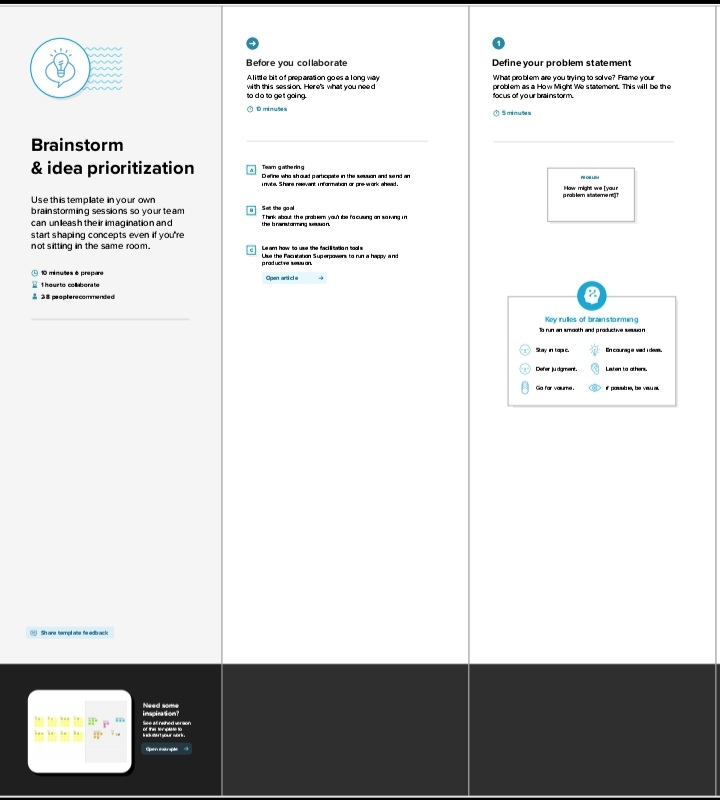 Brainstorm
& idea prioritization
Use this template in your own
brainstorming sessions so your team
can unleash their imagination and
start shaping concepts even if you're
not sitting in the same room.
10 minutes to prepare
1 hour to collaborate
2-8 people recommended
Share template feedback
Need some
inspiration?
See a finished version
of this template to
kickstart your work.
Open example
Before you collaborate
A little bit of preparation goes a long way
with this session. Here's what you need
to do to get going.
10 minutes
A
Team gathering
Define who should participate in the session and send an
invite. Share relevant information or pre-work ahead.
B
Set the goal
Think about the problem you'll be focusing on solving in
the brainstorming session.
C
Learn how to use the facilitation tools
Use the Facilitation Superpowers to run a happy and
productive session.
Open article
1
Define your problem statement
What problem are you trying to solve? Frame your
problem as a How Might We statement. This will be the
focus of your brainstorm.
5 minutes
PROBLEM
How might we [your
problem statement]?
Key rules of brainstorming
To run an smooth and productive session
Stay in topic.
Encourage wild ideas.
Defer judgment.
Listen to others.
Go for volume.
If possible, be visual.